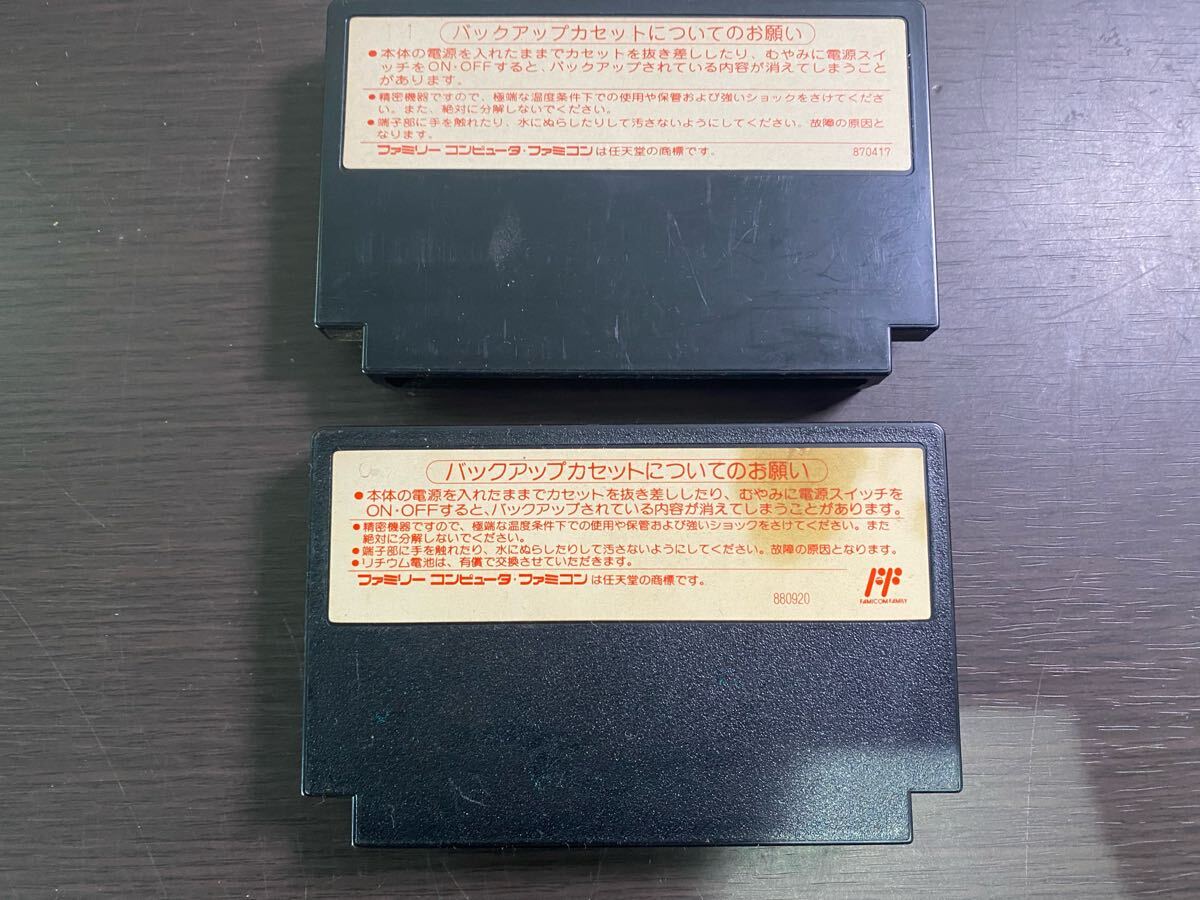 バックアップカセットについてのお願い
●本体の電源を入れたままでカセットを抜き差ししたり、むやみに電源スイ
ッチをON・OFFすると、バックアップされている内容が消えてしまうこと
があります。
●精密機器ですので、極端な温度条件下での使用や保管および強いショックをさけてくださ
い。また、絶対に分解しないでください。
●端子部に手を触れたり、水にぬらしたりして汚さないようにしてください。故障の原因と
なります。
ファミリー コンピュータ・ファミコンは任天堂の商標です。 870417
バックアップカセットについてのお願い
●本体の電源を入れたままでカセットを抜き差ししたり、むやみに電源スイッチを
ON・OFFすると、バックアップされている内容が消えてしまうことがあります。
●精密機器ですので、極端な温度条件下での使用や保管および強いショックをさけてください。また
絶対に分解しないでください。
●端子部に手を触れたり、水にぬらしたりして汚さないようにしてください。故障の原因となります。
●リチウム電池は、有償で交換させていただきます。
ファミリー コンピュータ・ファミコンは任天堂の商標です。
880920
FF
FAMICOM FAMILY